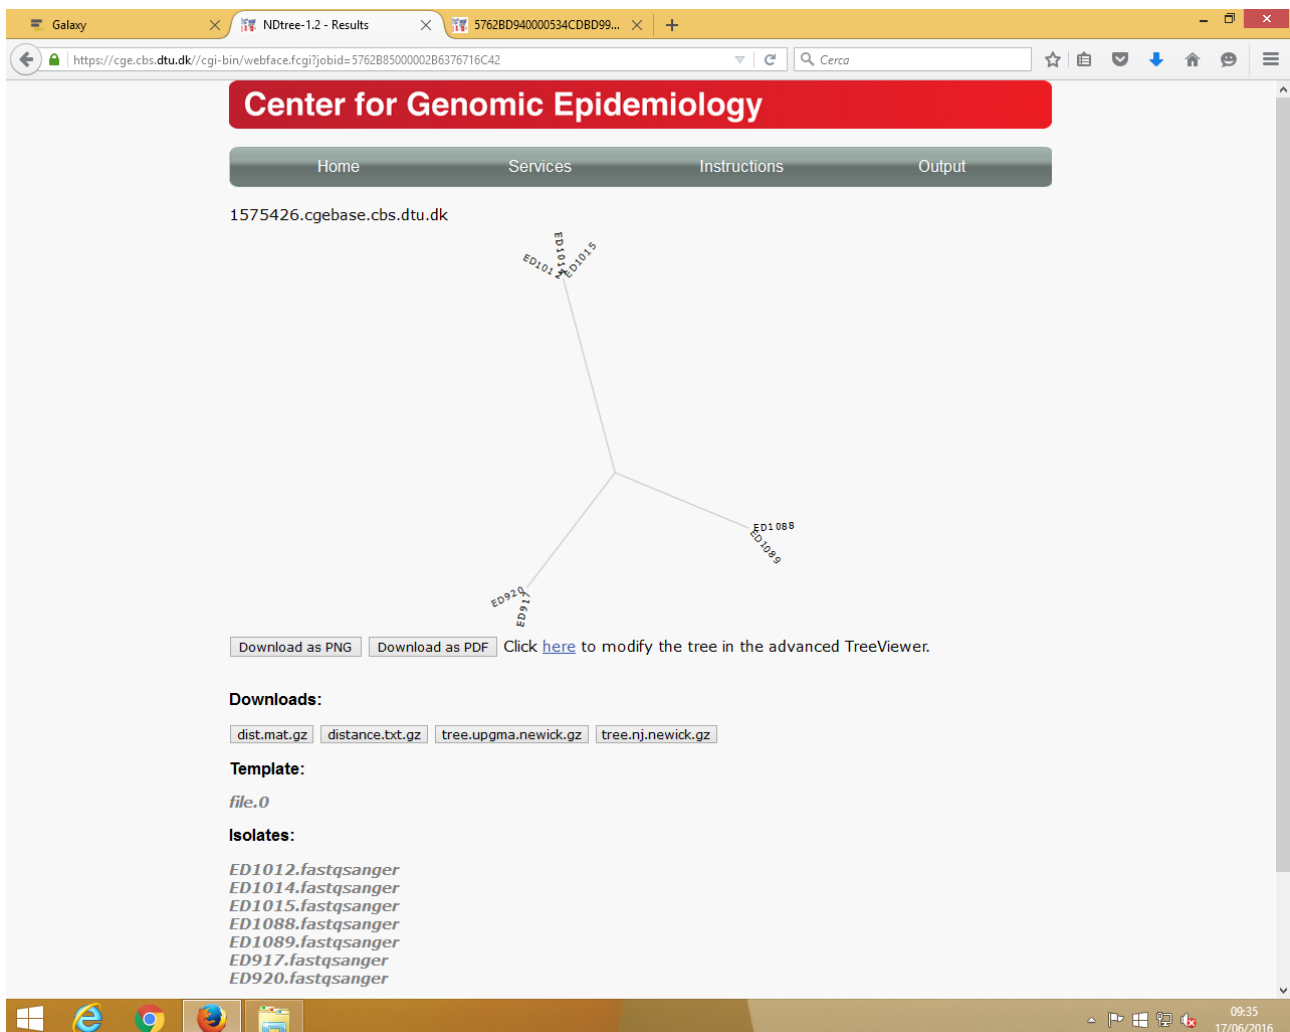 Galaxy
NDtree-1.2 - Results
5762BD940000534CDBD99...
https://cge.cbs.dtu.dk//cgi-bin/webface.fcgi?jobid=5762B85000002B6376716C42
Cerca
Center for Genomic Epidemiology
Home Services Instructions Output
1575426.cgebase.cbs.dtu.dk
ED1012
ED1014
ED1015
ED1088
ED1089
ED920
ED917
Download as PNG Download as PDF Click here to modify the tree in the advanced TreeViewer.
Downloads:
dist.mat.gz distance.txt.gz tree.upgma.newick.gz tree.nj.newick.gz
Template:
file.0
Isolates:
ED1012.fastqsanger
ED1014.fastqsanger
ED1015.fastqsanger
ED1088.fastqsanger
ED1089.fastqsanger
ED917.fastqsanger
ED920.fastqsanger
09:35
17/06/2016